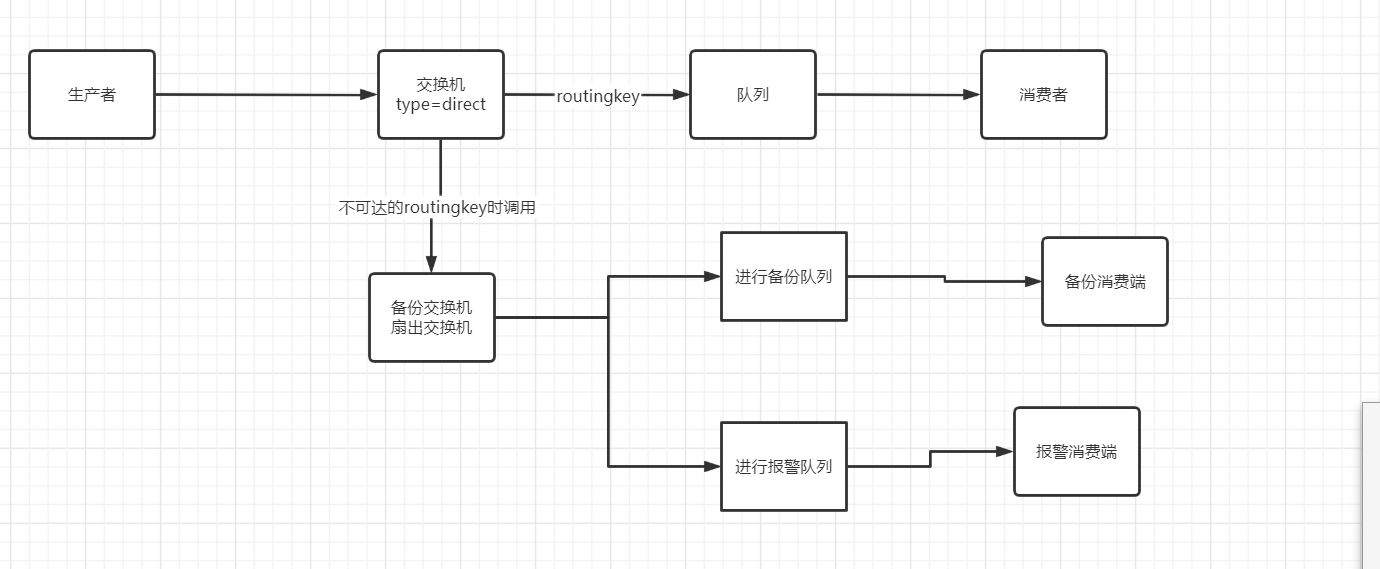 生产者
交换机
type=direct
routingkey
队列
消费者
不可达的routingkey时调用
备份交换机
扇出交换机
进行备份队列
备份消费端
进行报警队列
报警消费端